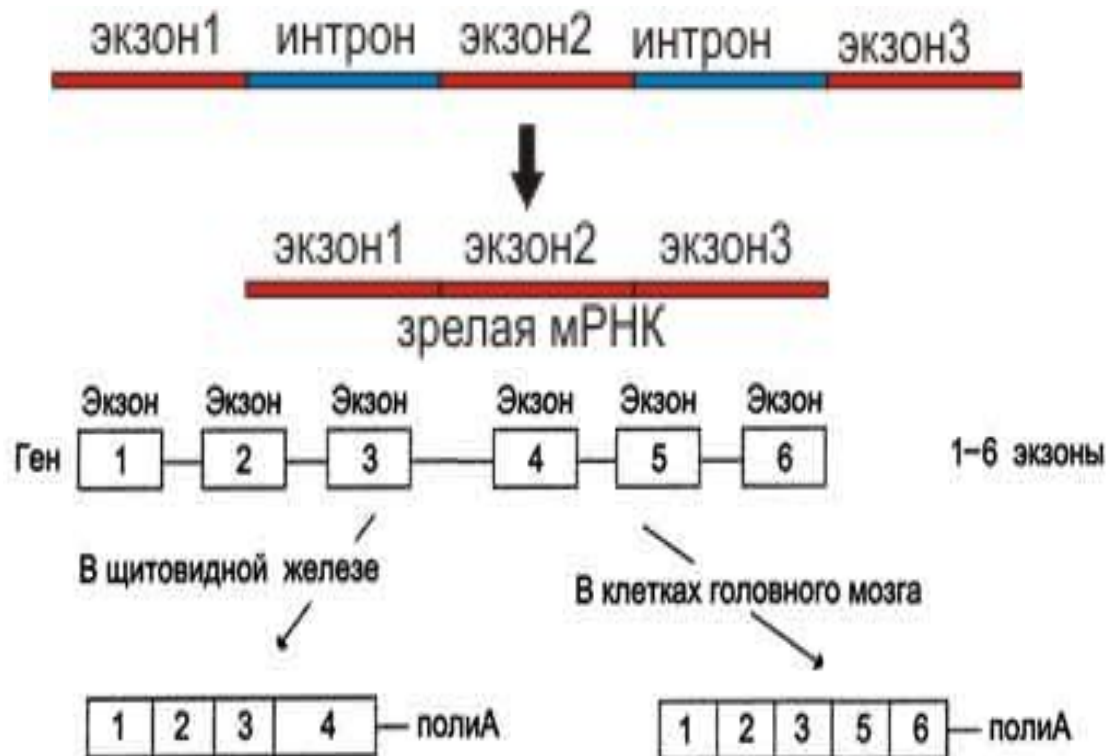 экзон1 интрон экзон2 интрон экзон3
экзон1 экзон2 экзон3
зрелая мРНК
Экзон Экзон Экзон Экзон Экзон Экзон
Ген 1 2 3 4 5 6 1–6 экзоны
В щитовидной железе
В клетках головного мозга
1 2 3 4 полиА 1 2 3 5 6 полиА